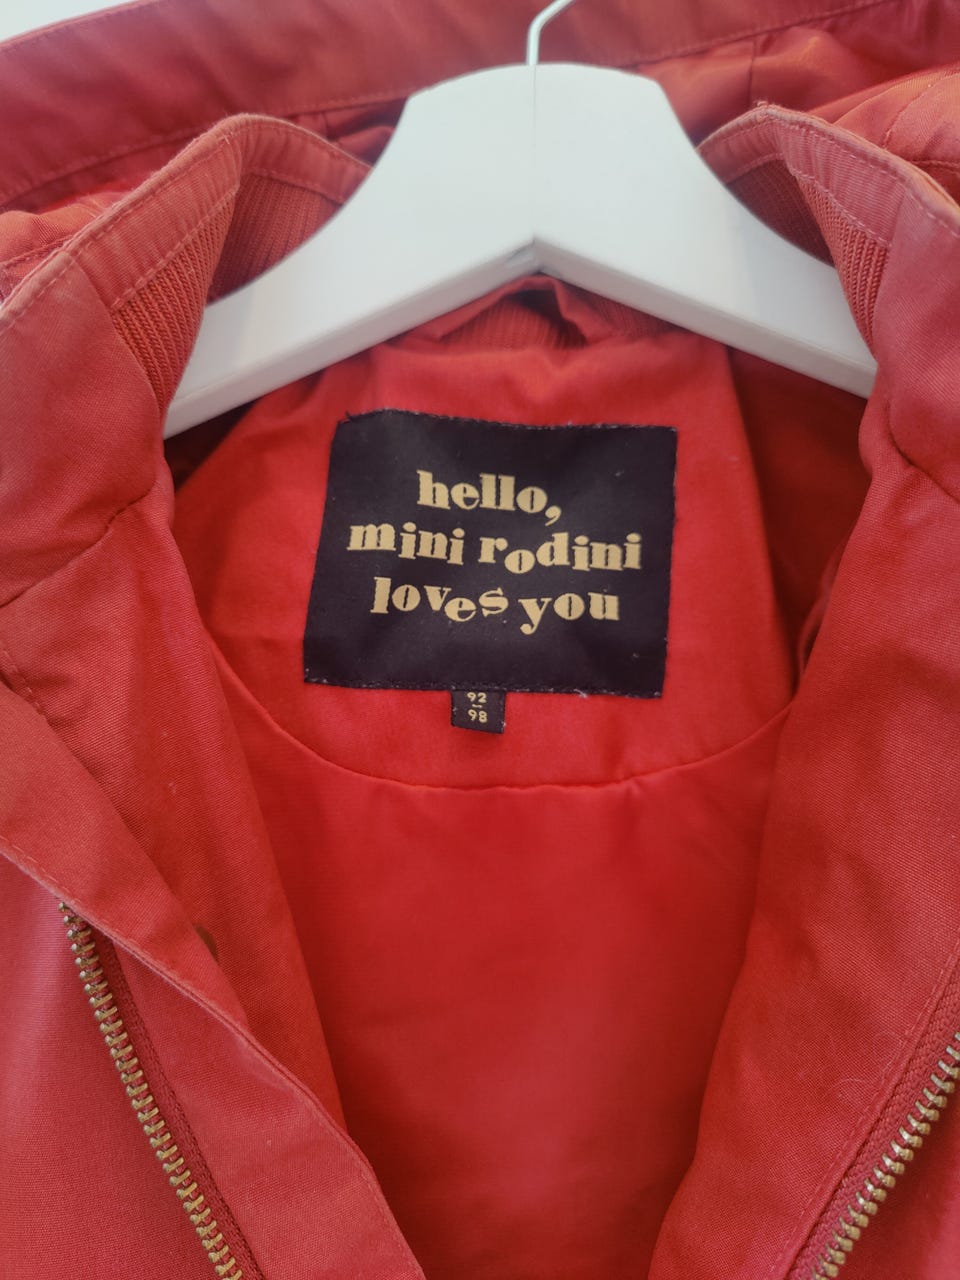 hello,
mini rodini
loves you
92
-
98